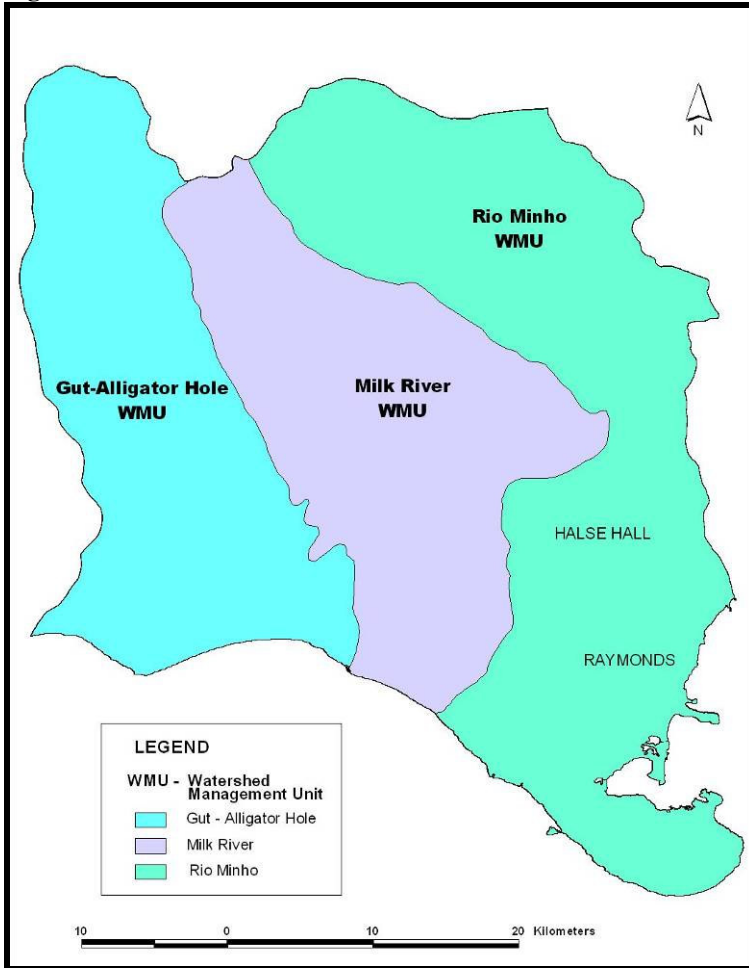 N
Rio Minho
WMU
Gut-Alligator Hole
WMU
Milk River
WMU
HALSE HALL
RAYMONDS
LEGEND
WMU - Watershed
Management Unit
Gut - Alligator Hole
Milk River
Rio Minho
10 0 10 20 Kilometers